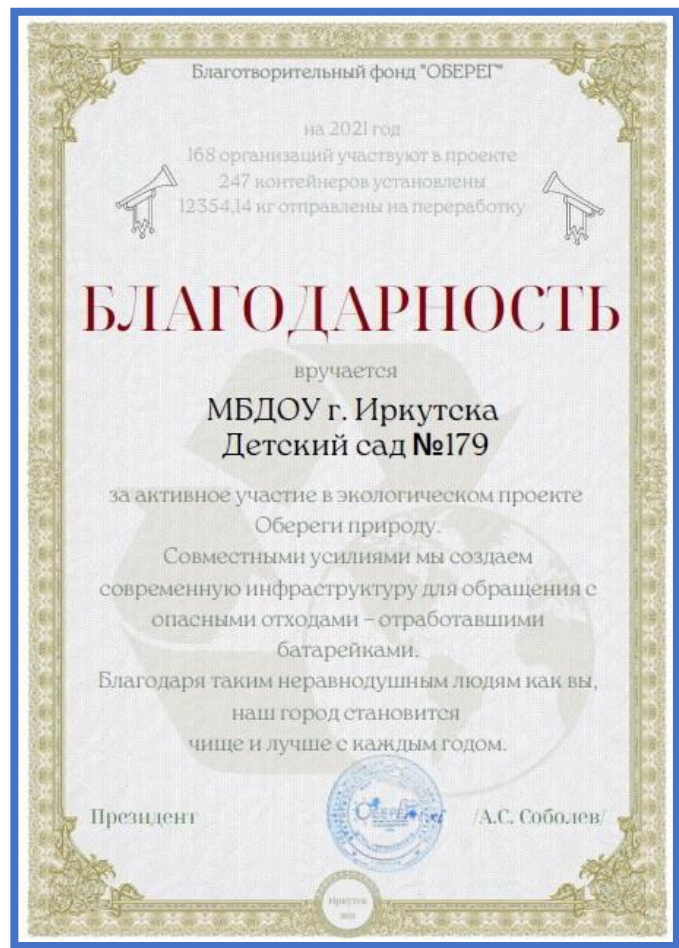 Благотворительный фонд "ОБЕРЕГ"
на 2021 год
168 организаций участвуют в проекте
247 контейнеров установлены
12354,14 кг отправлены на переработку
БЛАГОДАРНОСТЬ
вручается
МБДОУ г. Иркутска
Детский сад №179
за активное участие в экологическом проекте
Обереги природу.
Совместными усилиями мы создаем
современную инфраструктуру для обращения с
опасными отходами – отработавшими
батарейками.
Благодаря таким неравнодушным людям как вы,
наш город становится
чище и лучше с каждым годом.
Президент
/А.С. Соболев/
Иркутск
2021